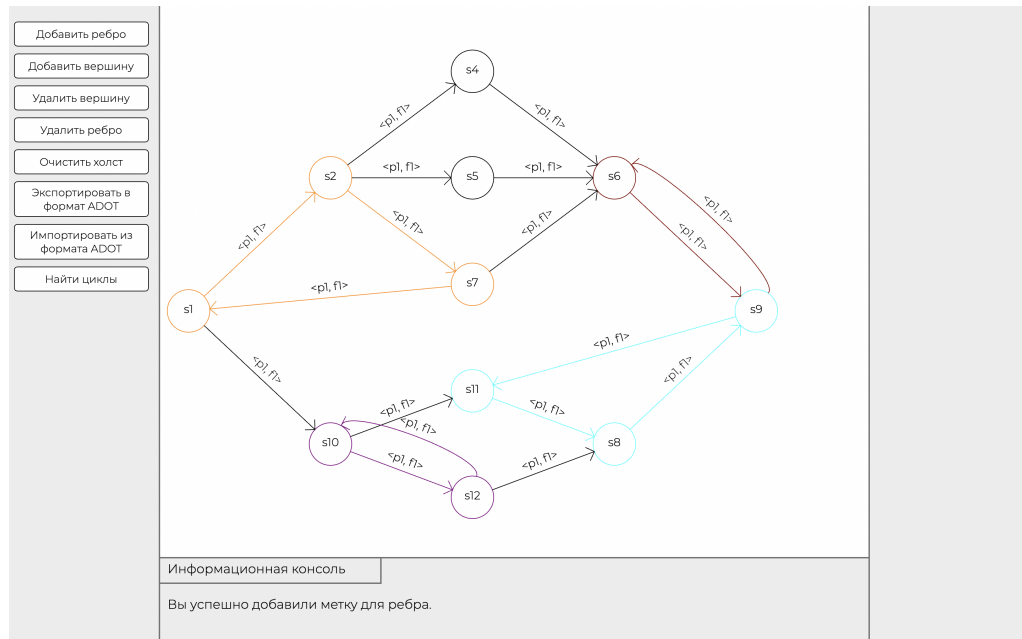 Добавить ребро
Добавить вершину
Удалить вершину
Удалить ребро
Очистить холст
Экспортировать в
формат ADOT
Импортировать из
формата ADOT
Найти циклы
s4
<p1, f1>
<p1, f1>
s2
<p1, f1>
s5
<p1, f1>
s6
<p1, f1>
<p1, f1>
<p1, f1>
<p1, f1>
<p1, f1>
s7
<p1, f1>
s1
s9
<p1, f1>
<p1, f1>
<p1, f1>
s11
<p1, f1>
<p1, f1>
<p1, f1>
s10
s8
<p1, f1>
<p1, f1>
s12
Информационная консоль
Вы успешно добавили метку для ребра.